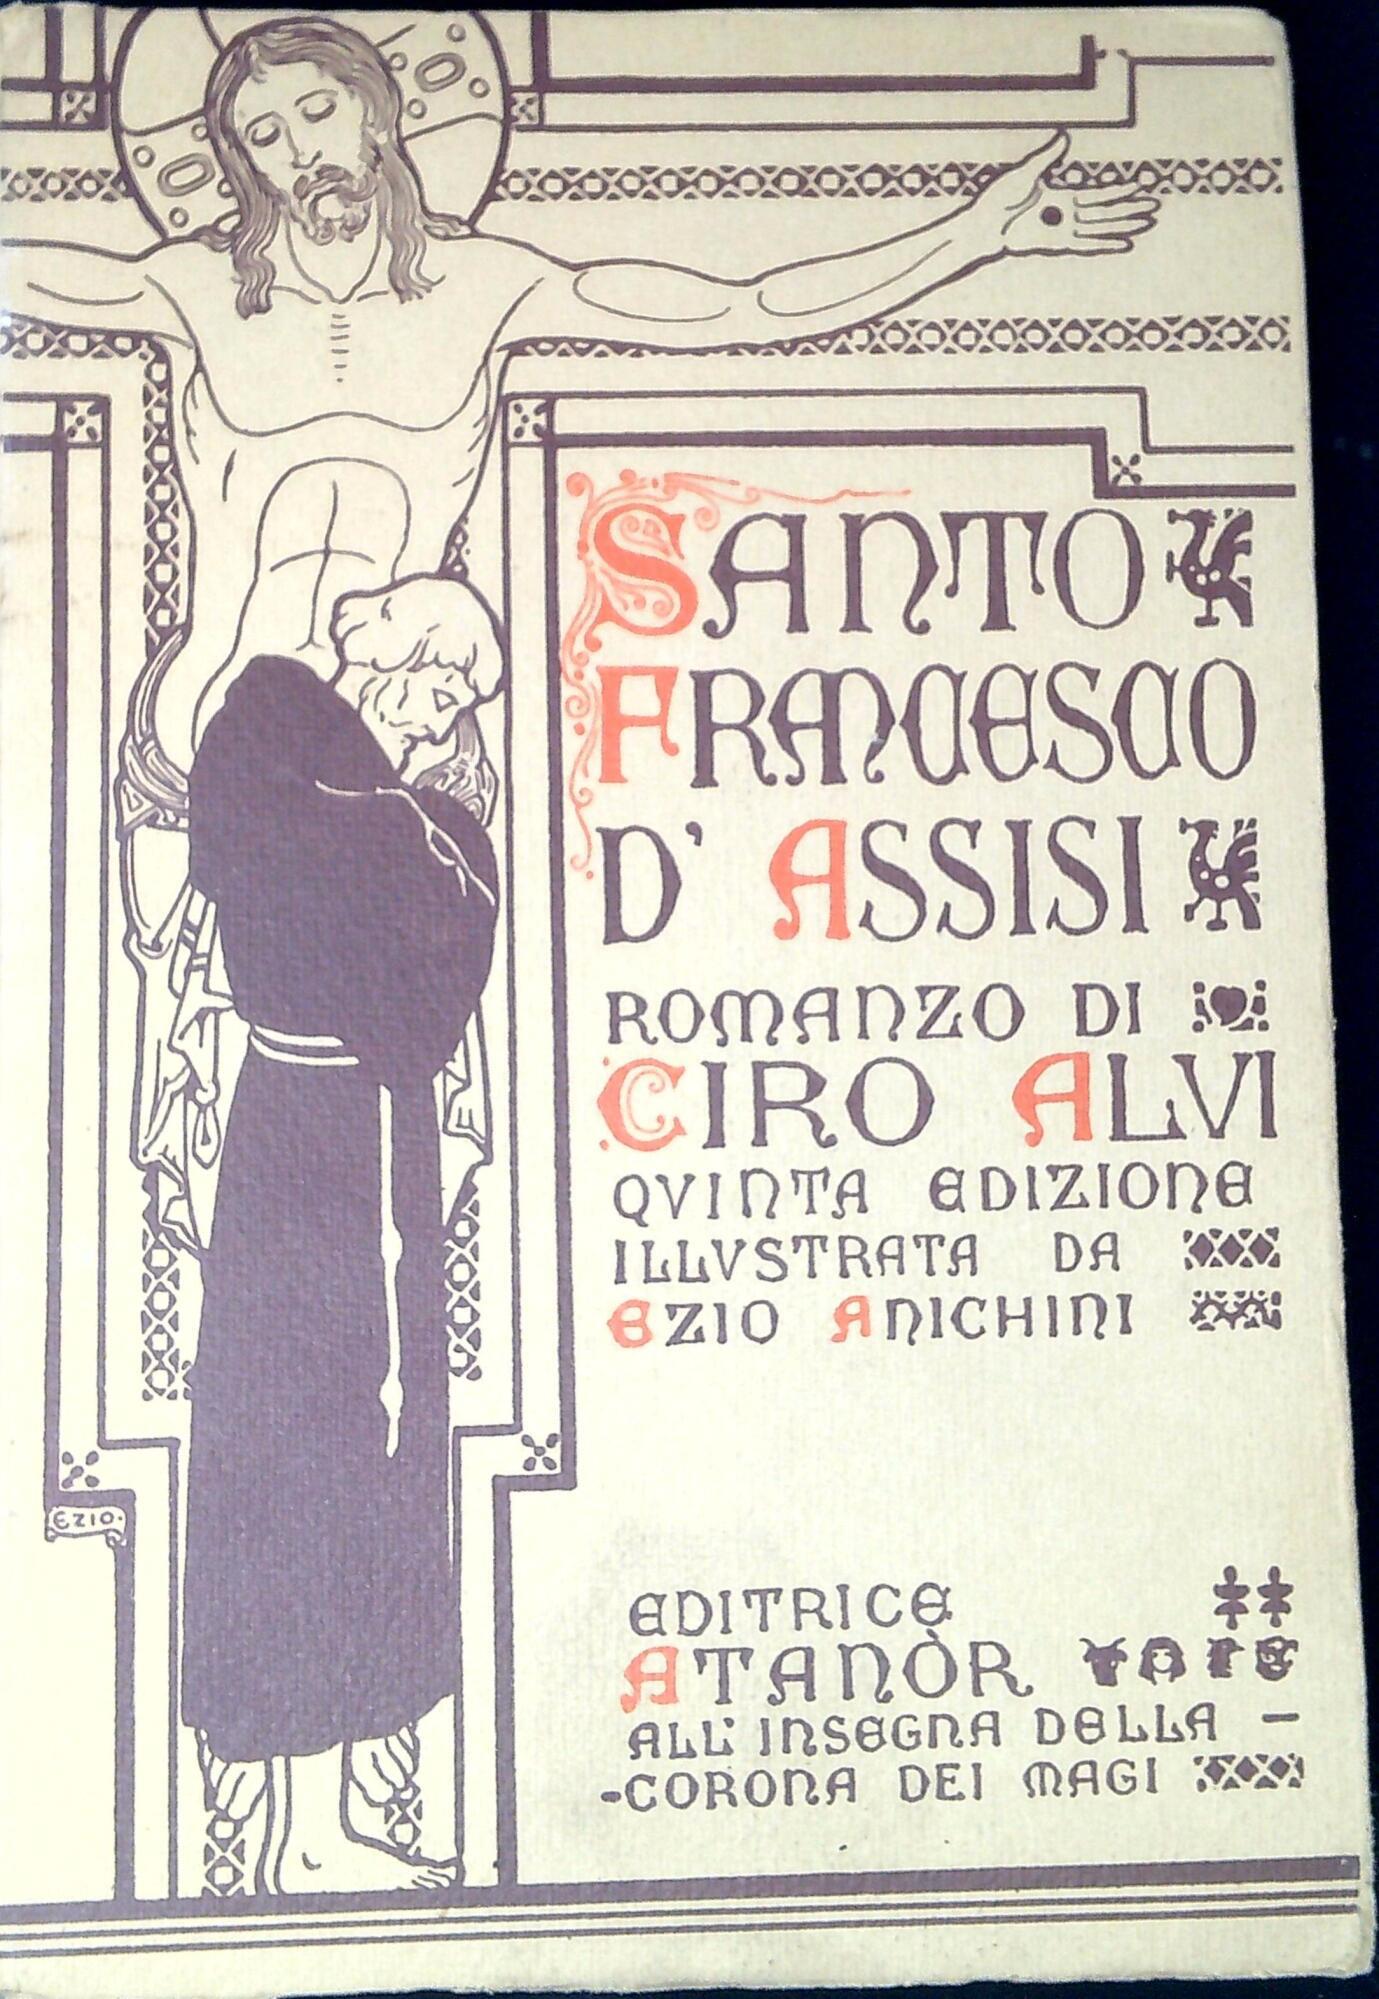 SANTO
FRANCESCO
D' ASSISI
ROMANZO DI
CIRO ALVI
QVINTA EDIZIONE
ILLVSTRATA DA
EZIO ANICHINI
EZIO.
EDITRICE
ATANÒR
ALL' INSEGNA DELLA -
-CORONA DEI MAGI